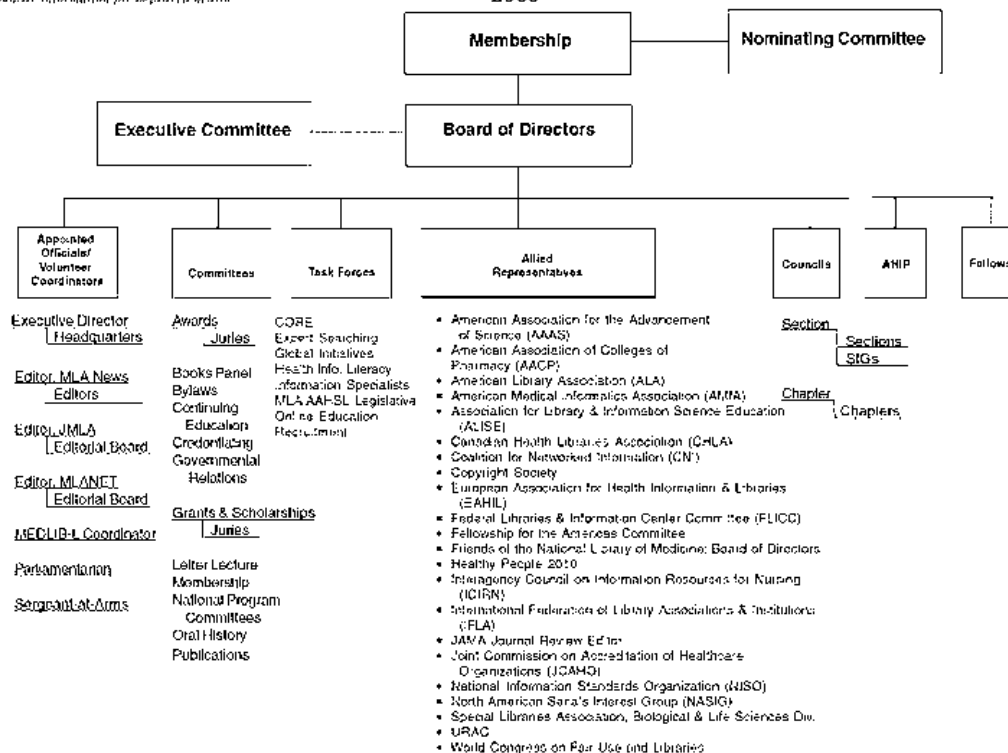 Membership
Nominating Committee
Executive Committee
Board of Directors
Appointed
Officials/
Volunteer
Coordinators
Committees
Task Forces
Allied
Representatives
Councils
AHIP
Fellows
Executive Director
Headquarters
Editor, MLA News
Editors
Editor, JMLA
Editorial Board
Editor, MLANET
Editorial Board
MEDLIB-L Coordinator
Parliamentarian
Sergeant-at-Arms
Awards
Juries
Books Panel
Bylaws
Continuing
Education
Credentialing
Governmental
Relations
Grants & Scholarships
Juries
Leiter Lecture
Membership
National Program
Committees
Oral History
Publications
CORE
Expert Searching
Global Initiatives
Health Info. Literacy
Information Specialists
MLA/AAHSL Legislative
Online Education
Recruitment
• American Association for the Advancement
of Science (AAAS)
• American Association of Colleges of
Pharmacy (AACP)
• American Library Association (ALA)
• American Medical Informatics Association (AMIA)
• Association for Library & Information Science Education
(ALISE)
• Canadian Health Libraries Association (CHLA)
• Coalition for Networked Information (CNI)
• Copyright Society
• European Association for Health Information & Libraries
(EAHIL)
• Federal Libraries & Information Center Committee (FLICC)
• Fellowship for the Americas Committee
• Friends of the National Library of Medicine: Board of Directors
• Healthy People 2010
• Interagency Council on Information Resources for Nursing
(ICIRN)
• International Federation of Library Associations & Institutions
(IFLA)
• JAMA Journal Review Editor
• Joint Commission on Accreditation of Healthcare
Organizations (JCAHO)
• National Information Standards Organization (NISO)
• North American Serials Interest Group (NASIG)
• Special Libraries Association, Biological & Life Sciences Div.
• URAC
• World Congress on Fair Use and Libraries
Section
Sections
SIGs
Chapter
Chapters